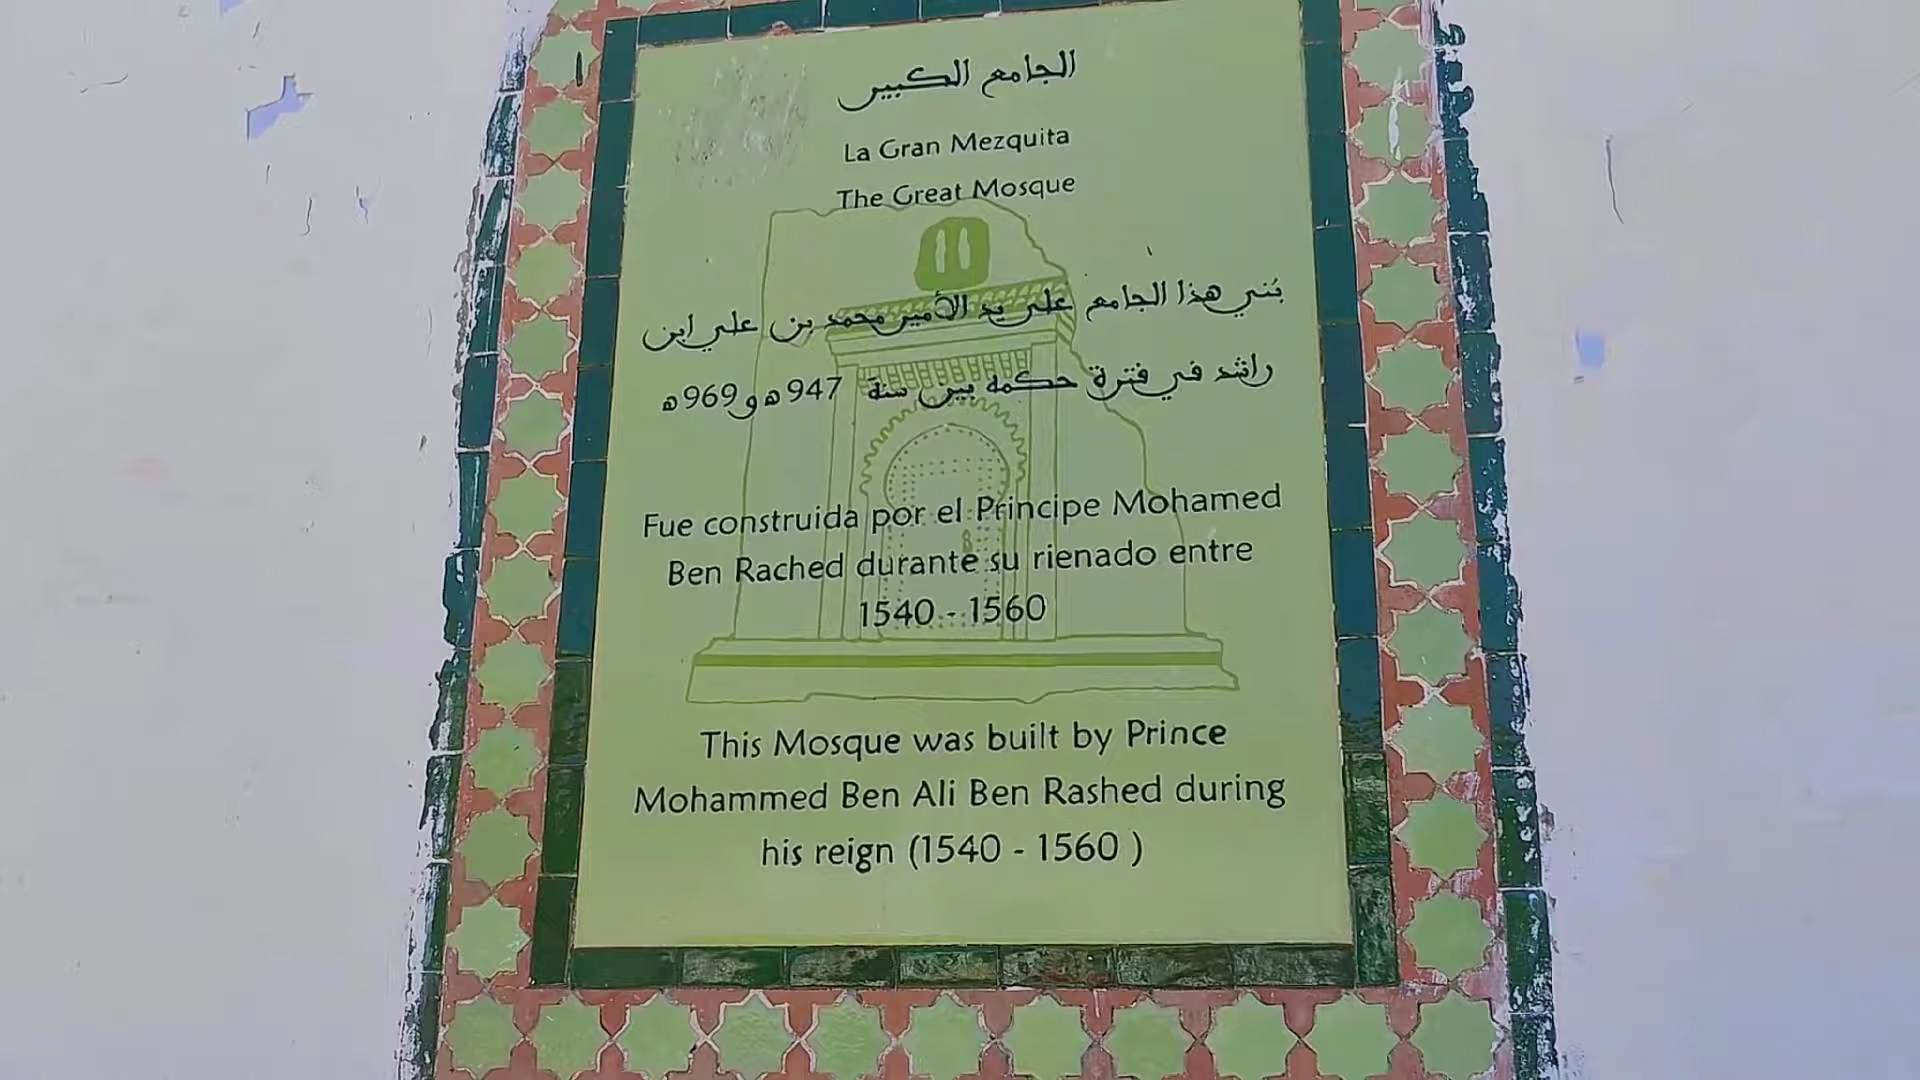 الجامع الكبير
La Gran Mezquita
The Great Mosque
بُني هذا الجامع على يد الأمير محمد بن علي ابن
راشد في فترة حكمه بين سنة 947ه و969ه
Fue construida por el Principe Mohamed
Ben Rached durante su rienado entre
1540 - 1560
This Mosque was built by Prince
Mohammed Ben Ali Ben Rashed during
his reign (1540 - 1560 )